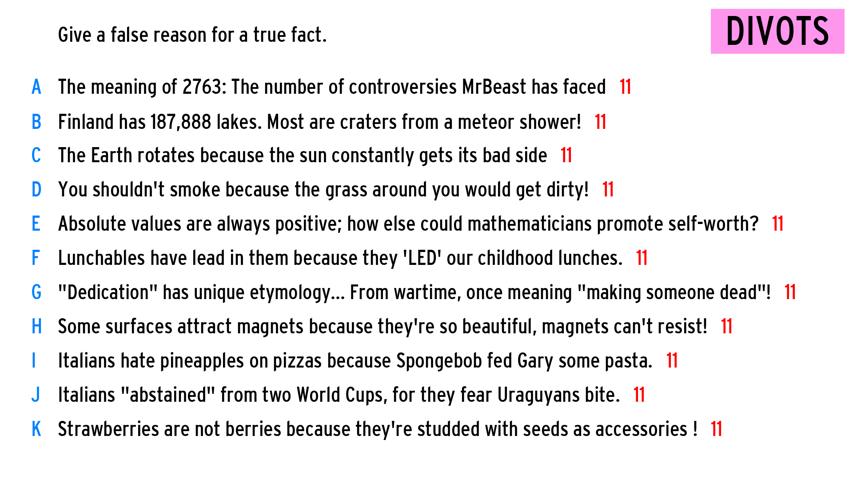 Give a false reason for a true fact.
DIVOTS
A The meaning of 2763: The number of controversies MrBeast has faced 11
B Finland has 187,888 lakes. Most are craters from a meteor shower! 11
C The Earth rotates because the sun constantly gets its bad side 11
D You shouldn't smoke because the grass around you would get dirty! 11
E Absolute values are always positive; how else could mathematicians promote self-worth? 11
F Lunchables have lead in them because they 'LED' our childhood lunches. 11
G "Dedication" has unique etymology... From wartime, once meaning "making someone dead"! 11
H Some surfaces attract magnets because they're so beautiful, magnets can't resist! 11
I Italians hate pineapples on pizzas because Spongebob fed Gary some pasta. 11
J Italians "abstained" from two World Cups, for they fear Uraguyans bite. 11
K Strawberries are not berries because they're studded with seeds as accessories ! 11